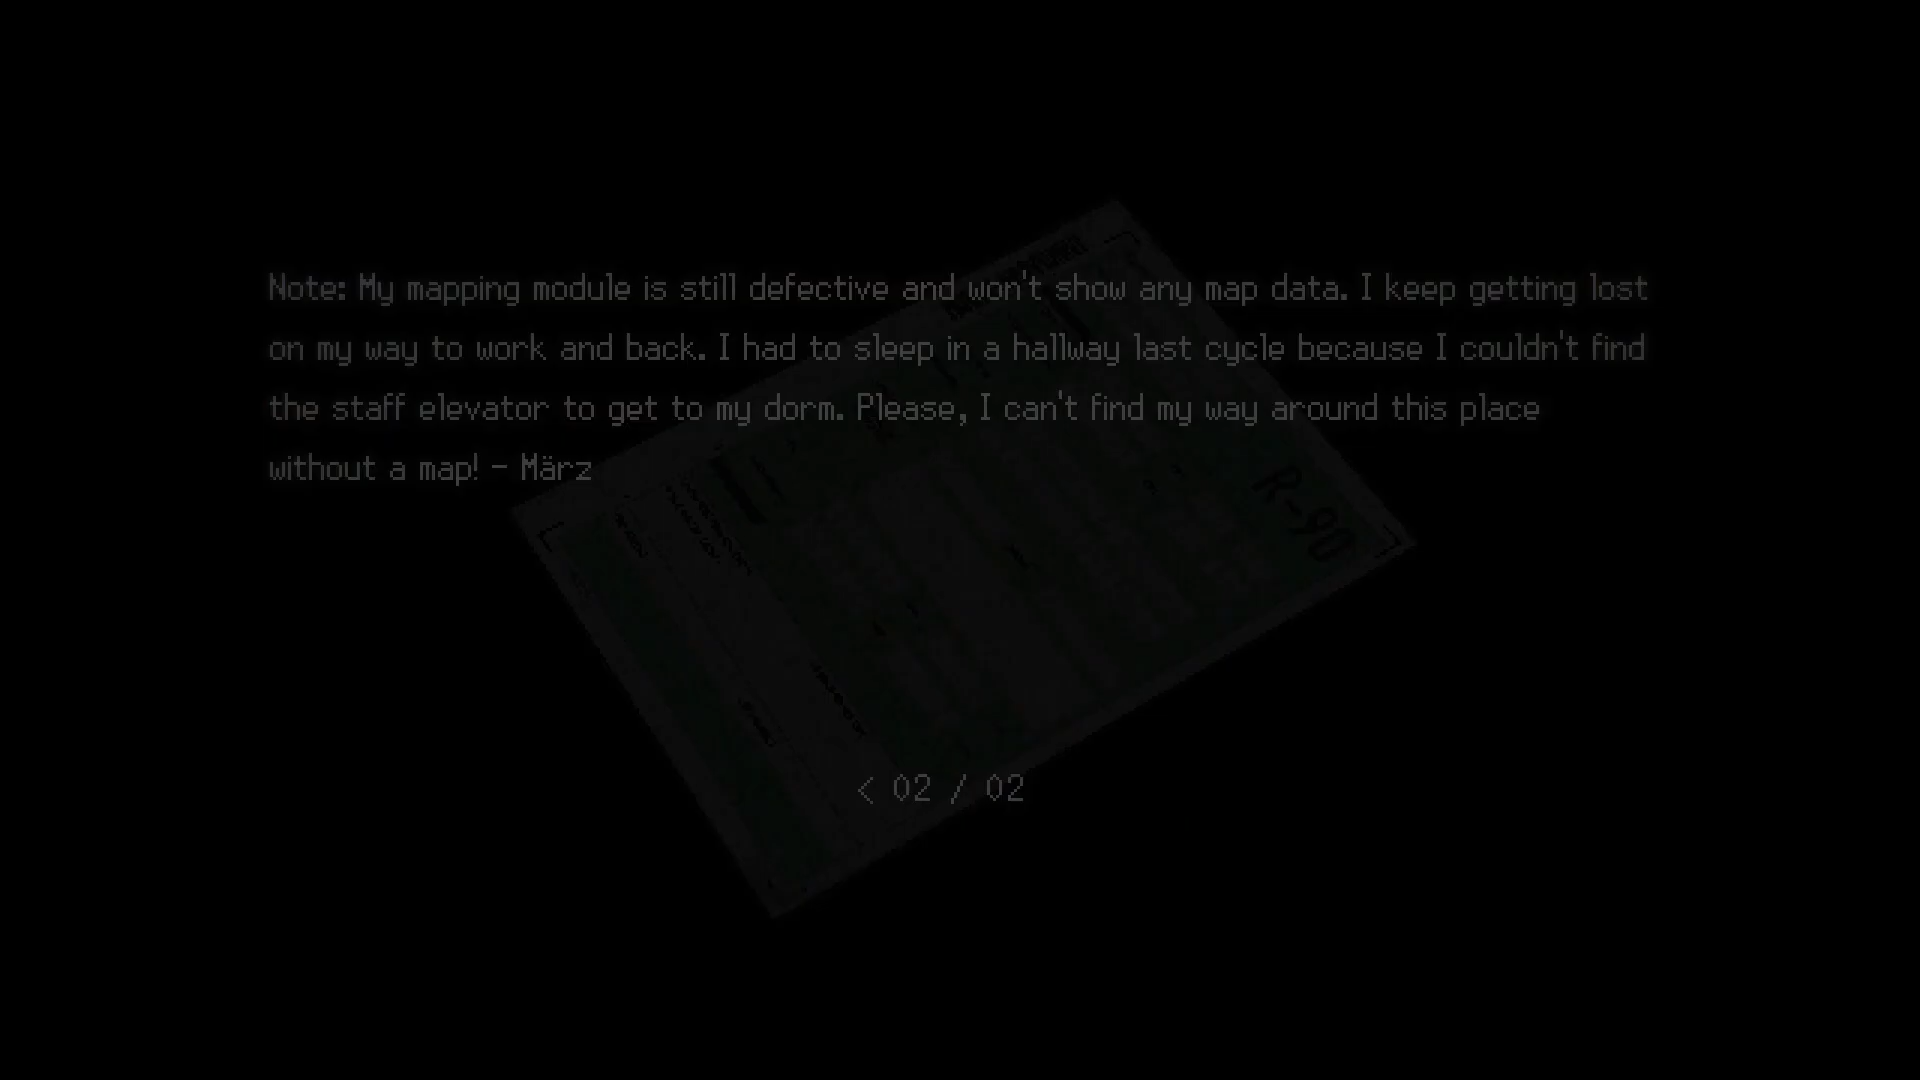 Note: My mapping module is still defective and won't show any map data. I keep getting lost
on my way to work and back. I had to sleep in a hallway last cycle because I couldn't find
the staff elevator to get to my dorm. Please, I can't find my way around this place
without a map! - März
R-90
< 02 / 02